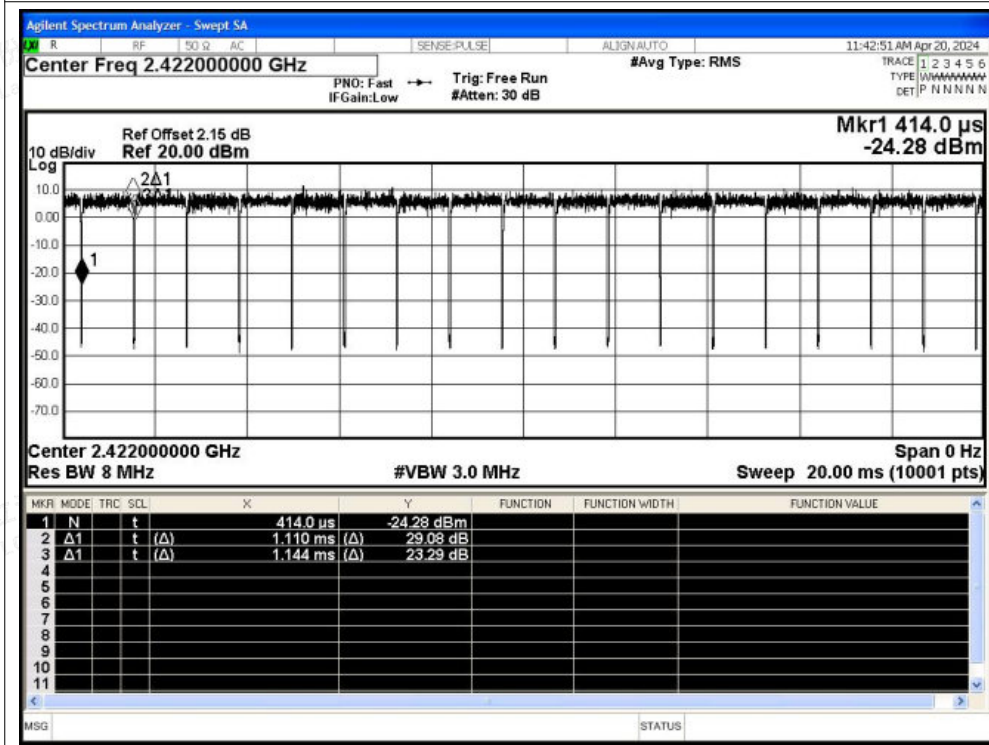 Agilent Spectrum Analyzer - Swept SA
R RF 50 Ω AC SENSE:PULSE ALIGN AUTO 11:42:51 AM Apr 20, 2024
Center Freq 2.422000000 GHz #Avg Type: RMS TRACE 1 2 3 4 5 6
PNO: Fast Trig: Free Run TYPE
IFGain:Low #Atten: 30 dB DET P N N N N N
Mkr1 414.0 µs
-24.28 dBm
Ref Offset 2.15 dB
10 dB/div Ref 20.00 dBm
Log
2Δ1
10.0
0.00
-10.0
1
-20.0
-30.0
-40.0
-50.0
-60.0
-70.0
Center 2.422000000 GHz Span 0 Hz
Res BW 8 MHz #VBW 3.0 MHz Sweep 20.00 ms (10001 pts)
MKR MODE TRC SCL X Y FUNCTION FUNCTION WIDTH FUNCTION VALUE
1 N t 414.0 µs -24.28 dBm
2 Δ1 t (Δ) 1.110 ms (Δ) 29.08 dB
3 Δ1 t (Δ) 1.144 ms (Δ) 23.29 dB
4
5
6
7
8
9
10
11
MSG STATUS